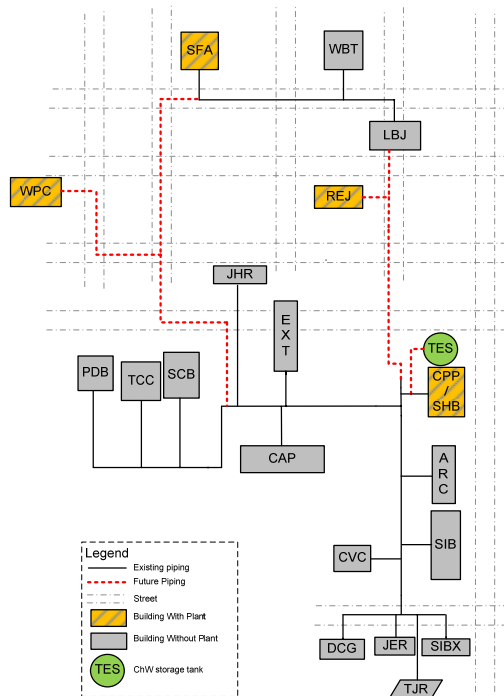 SFA
WBT
LBJ
WPC
REJ
JHR
E
X
T
TES
PDB
TCC
SCB
CPP
/
SHB
CAP
A
R
C
SIB
CVC
Legend
Existing piping
Future Piping
Street
Building With Plant
Building Without Plant
TES
ChW storage tank
DCG
JER
SIBX
TJR